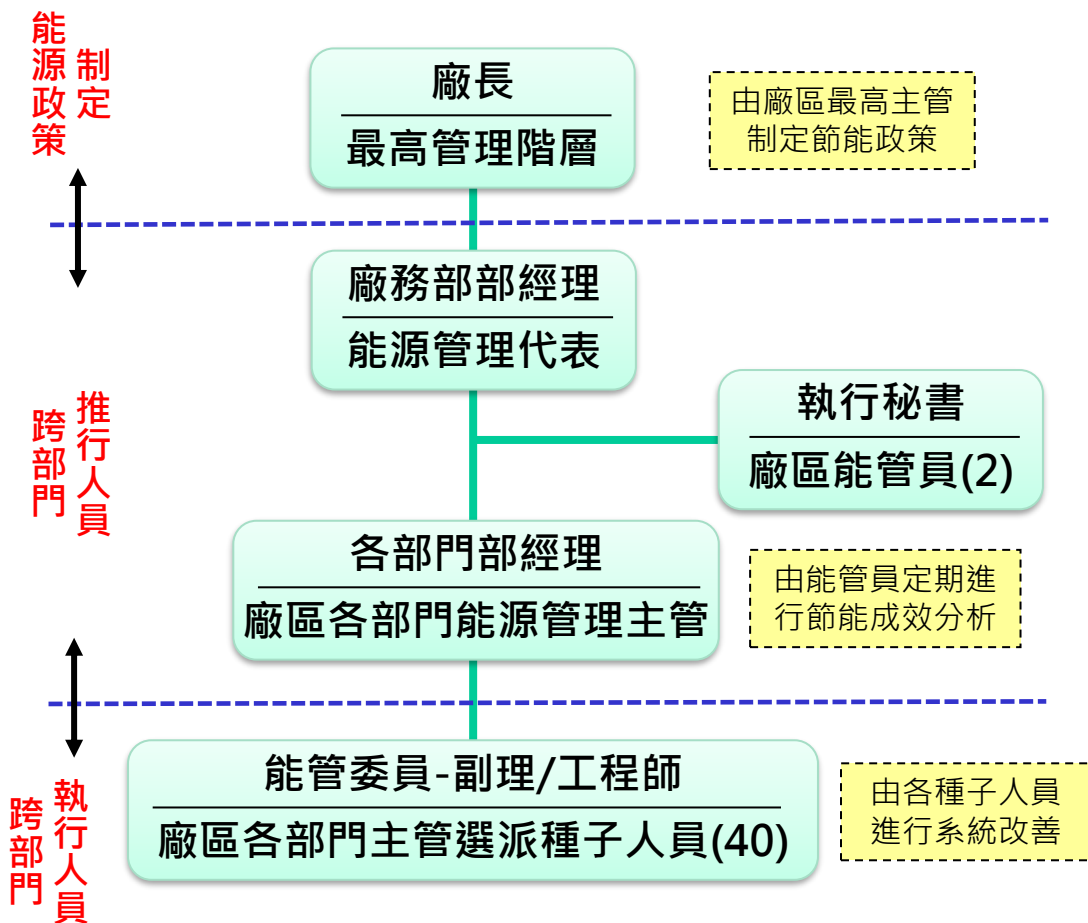 能源政策
制定
廠長
最高管理階層
由廠區最高主管
制定節能政策
廠務部部經理
能源管理代表
跨部門
推行人員
執行秘書
廠區能管員(2)
各部門部經理
廠區各部門能源管理主管
由能管員定期進
行節能成效分析
跨部門
執行人員
能管委員-副理/工程師
廠區各部門主管選派種子人員(40)
由各種子人員
進行系統改善